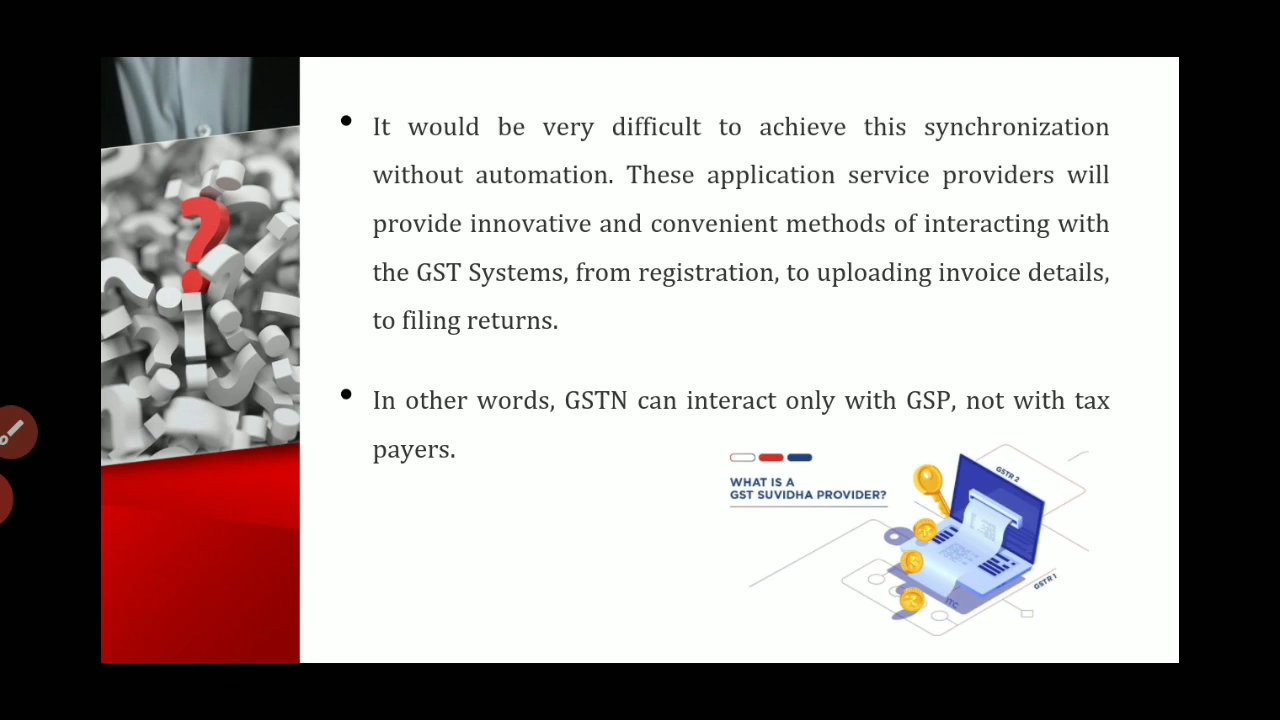 It would be very difficult to achieve this synchronization
without automation. These application service providers will
provide innovative and convenient methods of interacting with
the GST Systems, from registration, to uploading invoice details,
to filing returns.
In other words, GSTN can interact only with GSP, not with tax
payers.
WHAT IS A
GST SUVIDHA PROVIDER?
GSTR 2
GSTR 1
ITC